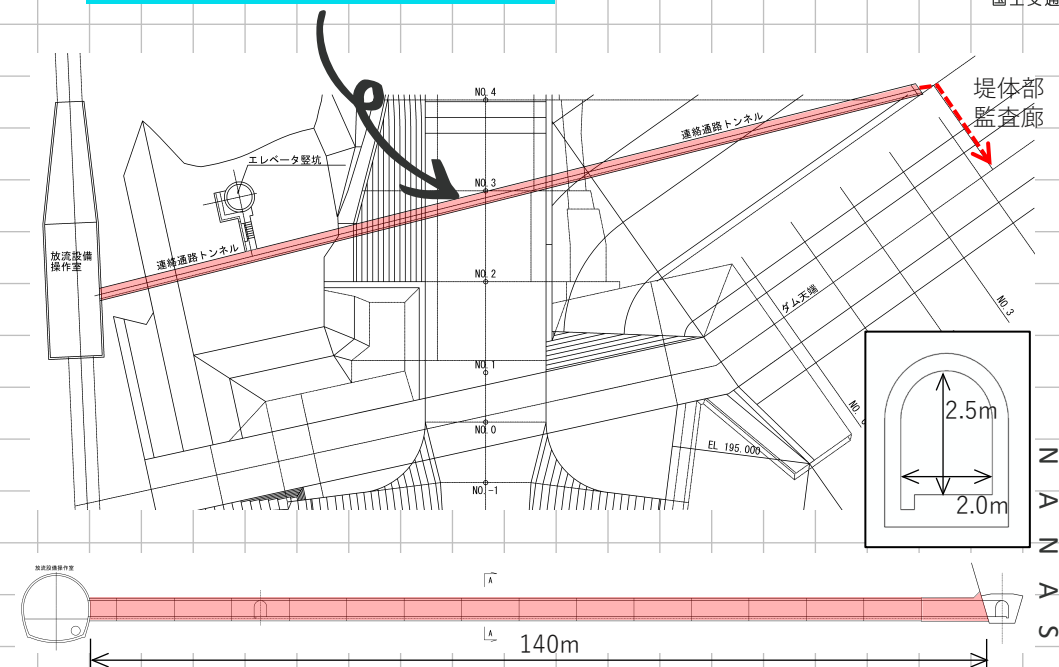 国土交通
堤体部
監査廊
NO. 4
連絡通路トンネル
エレベータ竪坑
NO. 3
連絡通路トンネル
放流設備
操作室
NO. 2
ダム天端
NO. 3
NO. 1
2.5m
NO. 0
EL 195.000
2.0m
NO. -1
N A N A S
放流設備操作室
A
A
140m